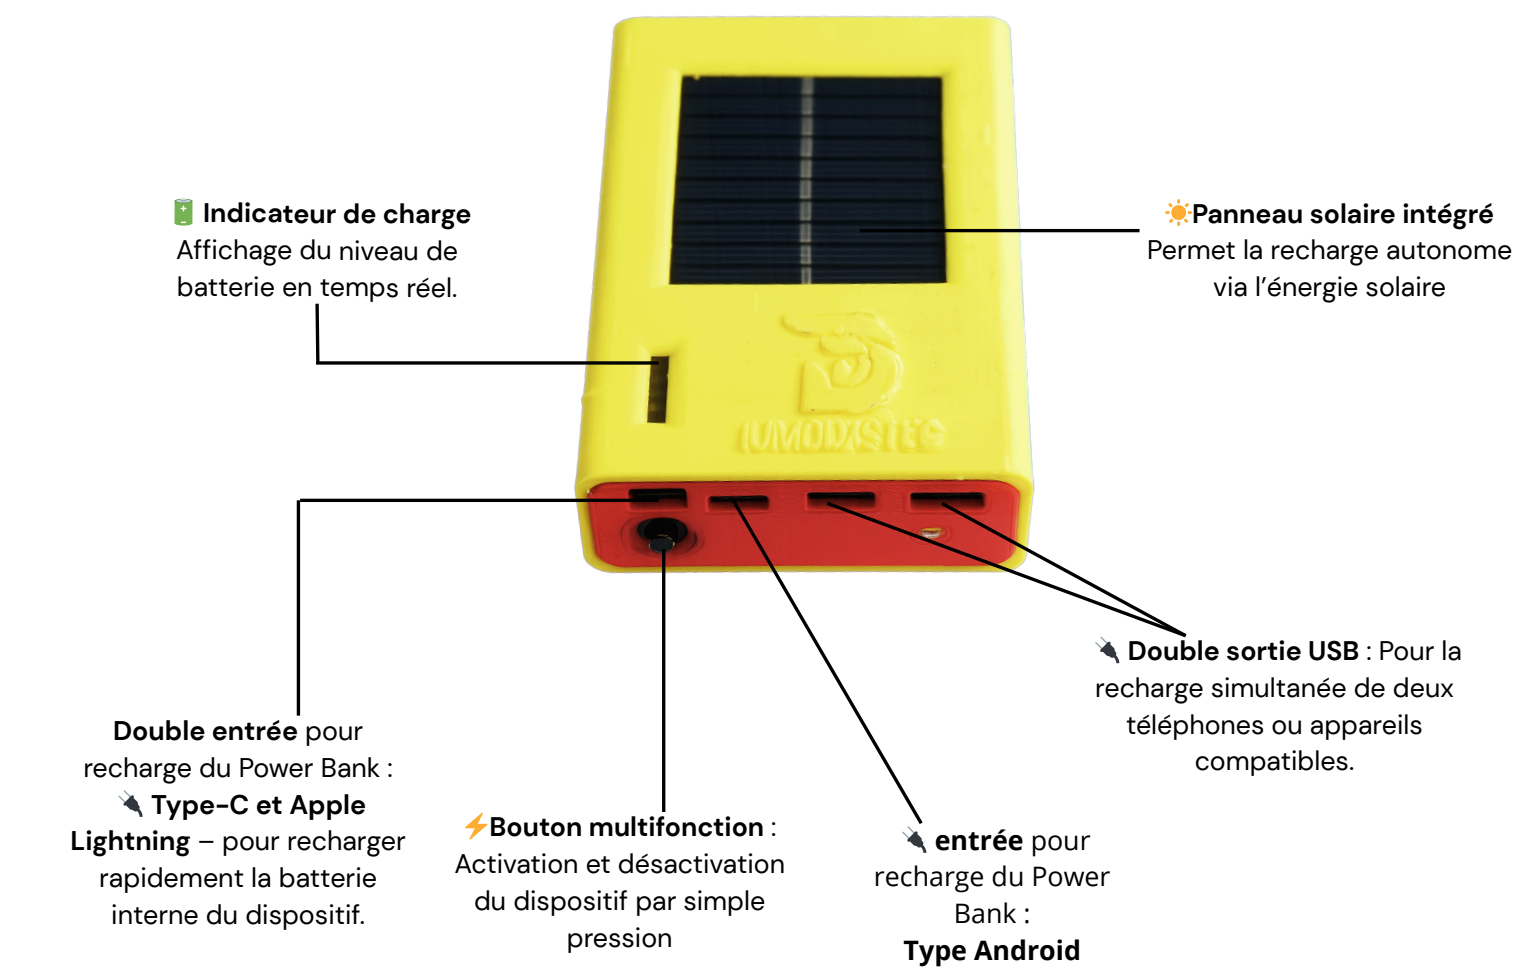 Indicateur de charge
Affichage du niveau de
batterie en temps réel.
Panneau solaire intégré
Permet la recharge autonome
via l’énergie solaire
Double sortie USB : Pour la
recharge simultanée de deux
téléphones ou appareils
compatibles.
Double entrée pour
recharge du Power Bank :
Type-C et Apple
Lightning – pour recharger
rapidement la batterie
interne du dispositif.
Bouton multifonction :
Activation et désactivation
du dispositif par simple
pression
entrée pour
recharge du Power
Bank :
Type Android